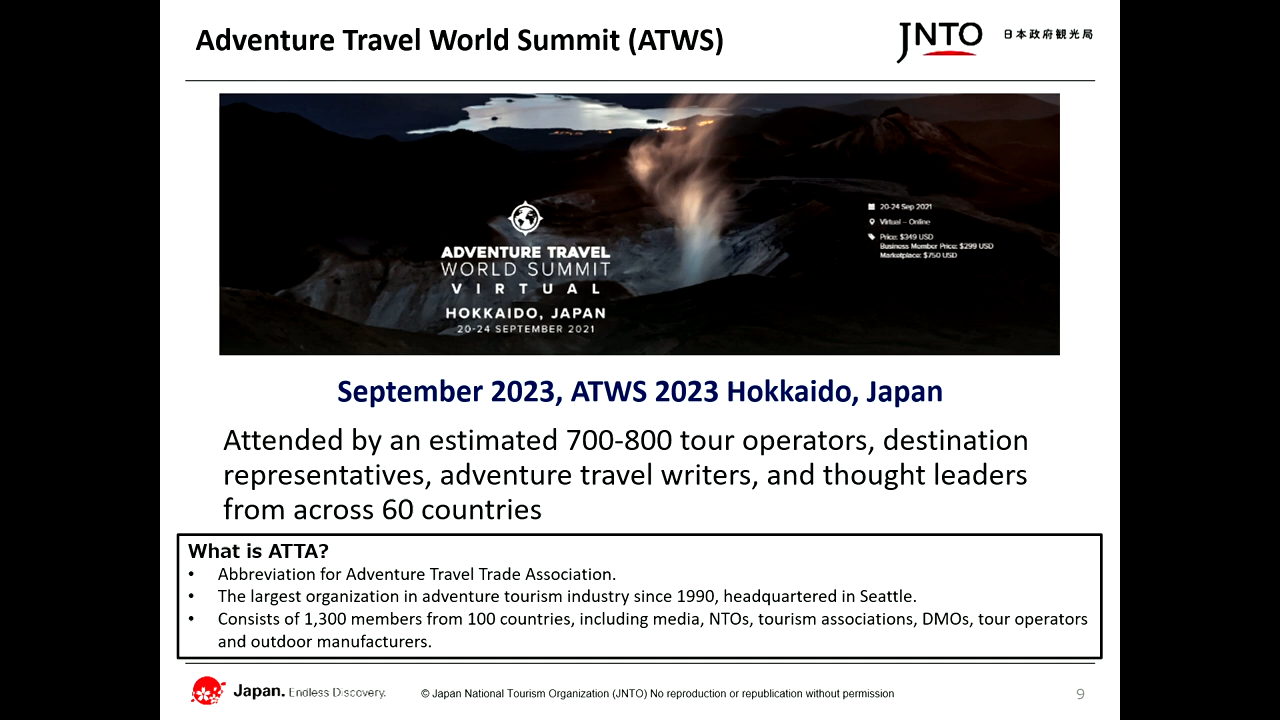 Adventure Travel World Summit (ATWS)
JNTO 日本政府観光局
ADVENTURE TRAVEL
WORLD SUMMIT
VIRTUAL
HOKKAIDO, JAPAN
20-24 SEPTEMBER 2021
20-24 Sep 2021
Virtual – Online
Price: $349 USD
Business Member Price: $299 USD
Marketplace: $750 USD
September 2023, ATWS 2023 Hokkaido, Japan
Attended by an estimated 700-800 tour operators, destination
representatives, adventure travel writers, and thought leaders
from across 60 countries
What is ATTA?
• Abbreviation for Adventure Travel Trade Association.
• The largest organization in adventure tourism industry since 1990, headquartered in Seattle.
• Consists of 1,300 members from 100 countries, including media, NTOs, tourism associations, DMOs, tour operators
and outdoor manufacturers.
Japan. Endless Discovery.
© Japan National Tourism Organization (JNTO) No reproduction or republication without permission
9